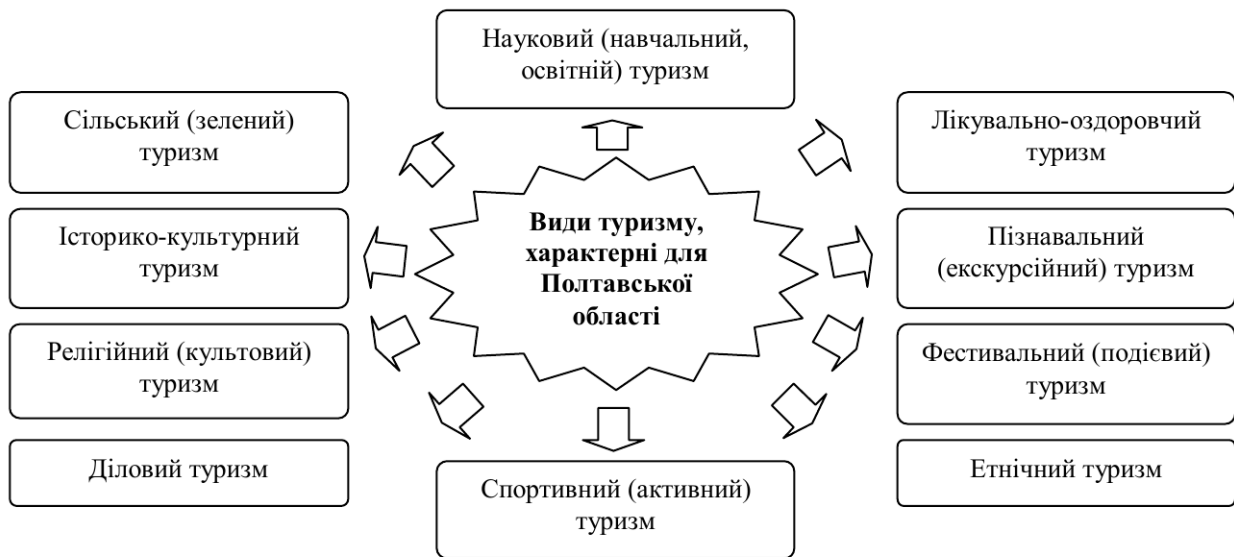 Науковий (навчальний,
освітній) туризм
Сільський (зелений)
туризм
Лікувально-оздоровчий
туризм
Історико-культурний
туризм
Види туризму,
характерні для
Полтавської
області
Пізнавальний
(екскурсійний) туризм
Релігійний (культовий)
туризм
Фестивальний (подієвий)
туризм
Діловий туризм
Спортивний (активний)
туризм
Етнічний туризм